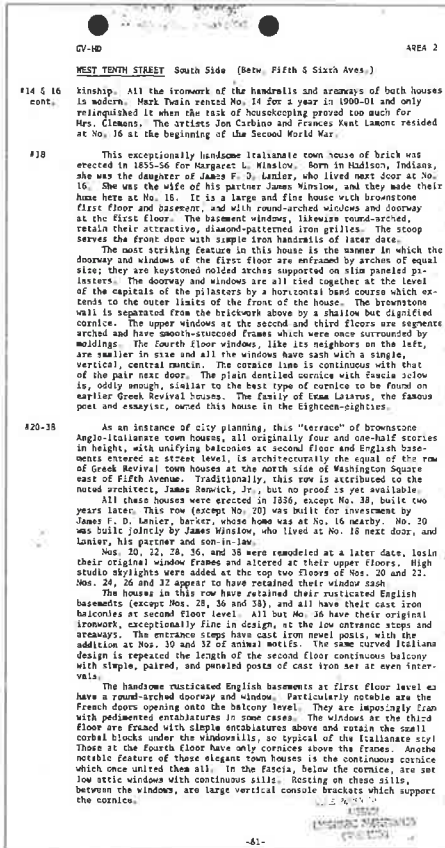 GV-HD AREA 2
WEST TENTH STREET South Side (Betw. Fifth & Sixth Aves.)
#14 & 16 kinship. All the ironwork of the handrails and areaways of both houses
cont. is modern. Mark Twain rented No. 14 for a year in 1900-01 and only
relinquished it when the task of housekeeping proved too much for
Mrs. Clemens. The artists Don Corbino and Frances Kent Lamont resided
at No. 16 at the beginning of the Second World War.
#18 This exceptionally handsome Italianate town house of brick was
erected in 1855-56 for Margaret L. Winslow. Born in Madison, Indiana,
she was the daughter of James F. D. Lanier, who lived next door at No.
16. She was the wife of his partner James Winslow, and they made their
home here at No. 18. It is a large and fine house with brownstone
first floor and basement, and with round-arched windows and doorway
at the first floor. The basement windows, likewise round-arched,
retain their attractive, diamond-patterned iron grilles. The stoop
serves the front door with simple iron handrails of later date.
The most striking feature in this house is the manner in which the
doorway and windows of the first floor are enframed by arches of equal
size; they are keystoned molded arches supported on slim paneled pi-
lasters. The doorway and windows are all tied together at the level
of the capitals of the pilasters by a horizontal band course which ex-
tends to the outer limits of the front of the house. The brownstone
wall is separated from the brickwork above by a shallow but dignified
cornice. The upper windows at the second and third floors are segmente
arched and have smooth-stuccoed frames which were once surrounded by
moldings. The fourth floor windows, like its neighbors on the left,
are smaller in size and all the windows have sash with a single,
vertical, central muntin. The cornice line is continuous with that
of the pair next door. The plain dentiled cornice with fascia below
is, oddly enough, similar to the best type of cornice to be found on
earlier Greek Revival houses. The family of Emma Lazarus, the famous
poet and essayist, owned this house in the Eighteen-eighties.
#20-38 As an instance of city planning, this "terrace" of brownstone
Anglo-Italianate town houses, all originally four and one-half stories
in height, with unifying balconies at second floor and English base-
ments entered at street level, is architecturally the equal of the row
of Greek Revival town houses at the north side of Washington Square
east of Fifth Avenue. Traditionally, this row is attributed to the
noted architect, James Renwick, Jr., but no proof is yet available.
All these houses were erected in 1856, except No. 38, built two
years later. This row (except No. 20) was built for investment by
James F. D. Lanier, banker, whose home was at No. 16 nearby. No. 20
was built jointly by James Winslow, who lived at No. 18 next door, and
Lanier, his partner and son-in-law.
Nos. 20, 22, 28, 36, and 38 were remodeled at a later date, losin
their original window frames and altered at their upper floors. High
studio skylights were added at the top two floors of Nos. 20 and 22.
Nos. 24, 26 and 32 appear to have retained their window sash.
The houses in this row have retained their rusticated English
basements (except Nos. 28, 36 and 38), and all have their cast iron
balconies at second floor level. All but No. 36 have their original
ironwork, exceptionally fine in design, at the low entrance stoops and
areaways. The entrance steps have cast iron newel posts, with the
addition at Nos. 30 and 32 of animal motifs. The same curved Italiana
design is repeated the length of the second floor continuous balcony
with simple, paired, and paneled posts of cast iron set at even inter-
vals.
The handsome rusticated English basements at first floor level ea
have a round-arched doorway and window. Particularly notable are the
French doors opening onto the balcony level. They are imposingly fram
with pedimented entablatures in some cases. The windows at the third
floor are framed with simple entablatures above and retain the small
corbel blocks under the windowsills, so typical of the Italianate styl
Those at the fourth floor have only cornices above the frames. Anothe
notable feature of these elegant town houses is the continuous cornice
which once united them all. In the fascia, below the cornice, are set
low attic windows with continuous sills. Resting on these sills,
between the windows, are large vertical console brackets which support
the cornice.
-61-